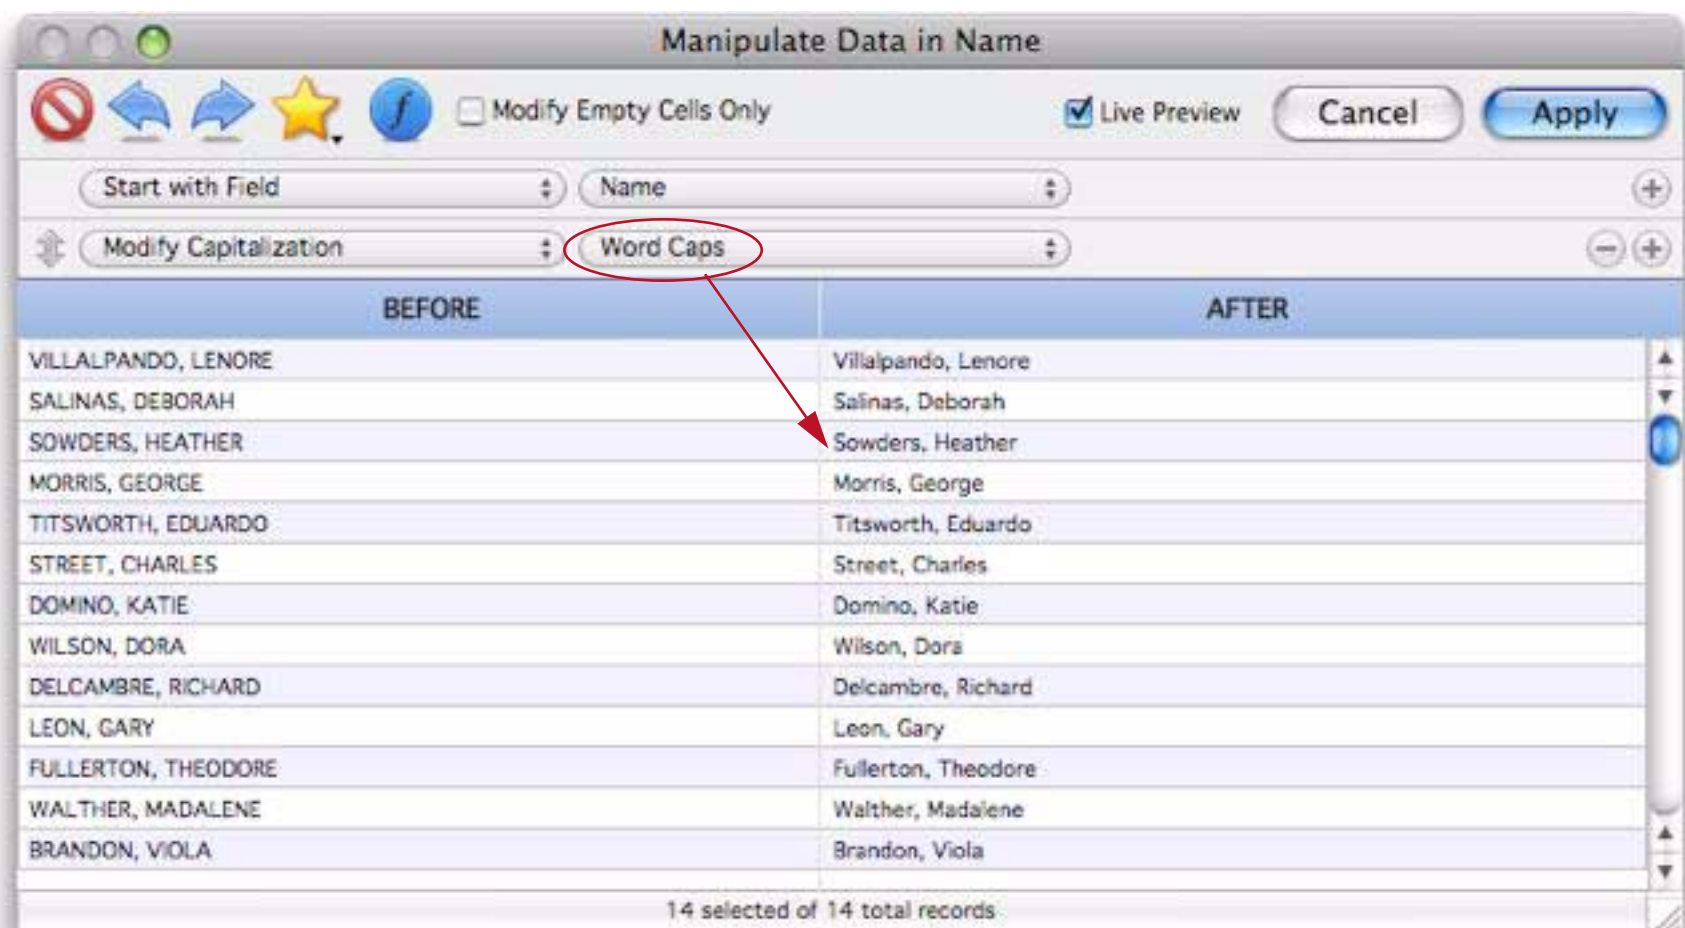 Manipulate Data in Name
Modify Empty Cells Only Live Preview Cancel Apply
Start with Field Name
Modify Capitalization Word Caps
BEFORE AFTER
VILLALPANDO, LENORE Villalpando, Lenore
SALINAS, DEBORAH Salinas, Deborah
SOWDERS, HEATHER Sowders, Heather
MORRIS, GEORGE Morris, George
TITSWORTH, EDUARDO Titsworth, Eduardo
STREET, CHARLES Street, Charles
DOMINO, KATIE Domino, Katie
WILSON, DORA Wilson, Dora
DELCAMBRE, RICHARD Delcambre, Richard
LEON, GARY Leon, Gary
FULLERTON, THEODORE Fullerton, Theodore
WALTHER, MADALENE Walther, Madalene
BRANDON, VIOLA Brandon, Viola
14 selected of 14 total records